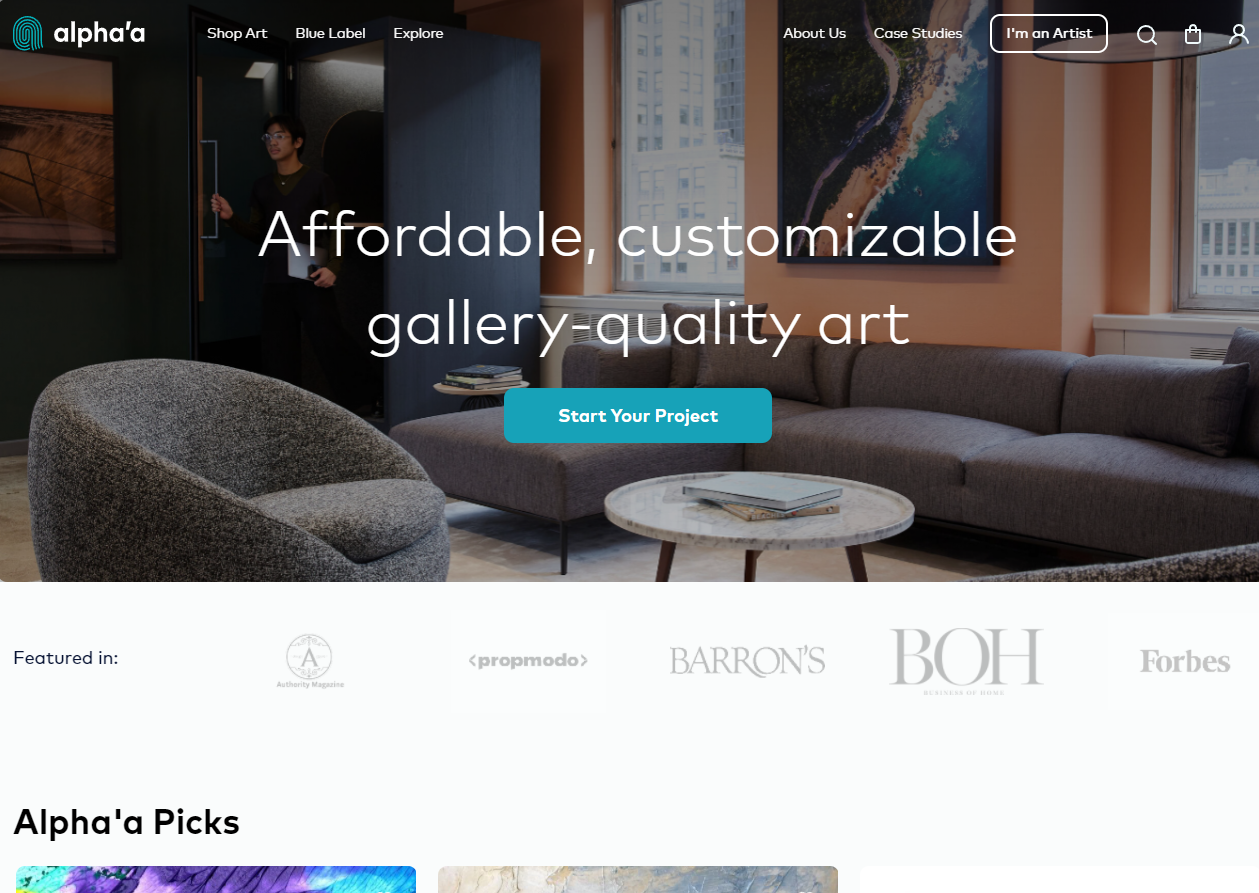 alpha'a
Shop Art
Blue Label
Explore
About Us
Case Studies
I'm an Artist
Affordable, customizable
gallery-quality art
Start Your Project
Featured in:
A
Authority Magazine
<propmodo>
BARRON'S
BOH
BUSINESS OF HOME
Forbes
Alpha'a Picks